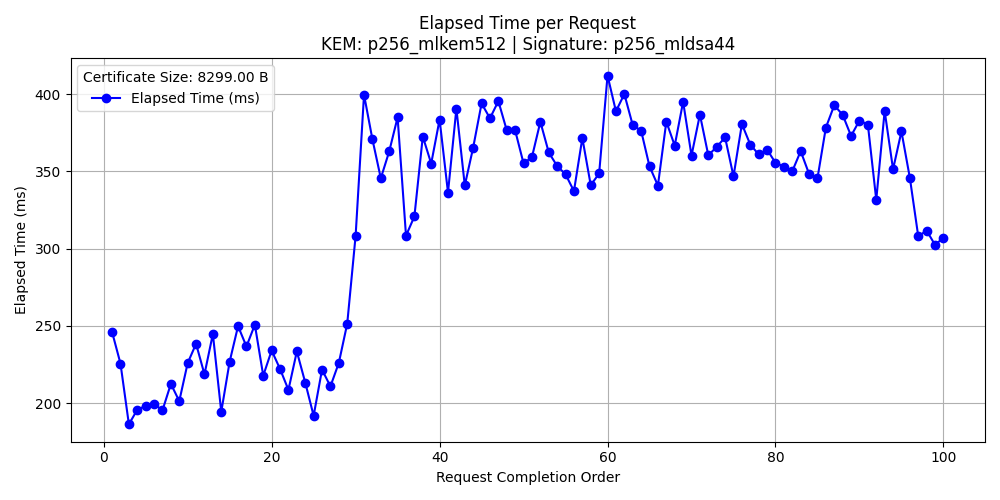 Elapsed Time per Request
KEM: p256_mlkem512 | Signature: p256_mldsa44
Certificate Size: 8299.00 B
Elapsed Time (ms)
Elapsed Time (ms)
400
350
300
250
200
0 20 40 60 80 100
Request Completion Order